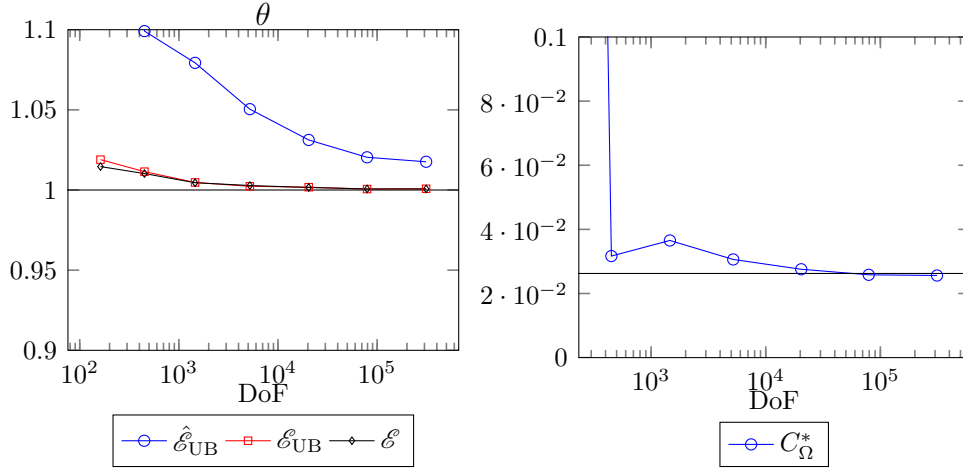 θ
1.1
1.05
1
0.95
0.9
10^2 10^3 10^4 10^5
DoF
\hat{ℰ}_UB ℰ_UB ℰ
0.1
8 · 10^−2
6 · 10^−2
4 · 10^−2
2 · 10^−2
0
10^3 10^4 10^5
DoF
C^*_Ω